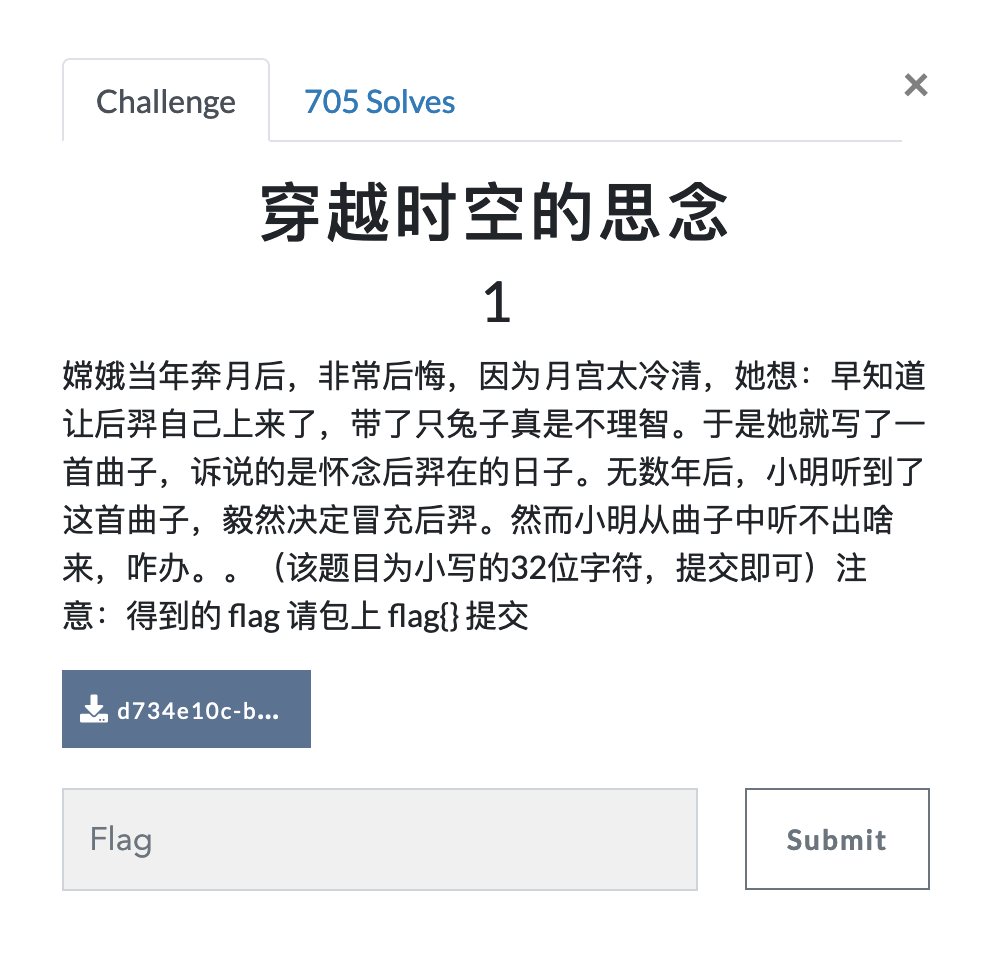 Challenge
705 Solves
×
穿越时空的思念
1
嫦娥当年奔月后，非常后悔，因为月宫太冷清，她想：早知道
让后羿自己上来了，带了只兔子真是不理智。于是她就写了一
首曲子，诉说的是怀念后羿在的日子。无数年后，小明听到了
这首曲子，毅然决定冒充后羿。然而小明从曲子中听不出啥
来，咋办。。（该题目为小写的32位字符，提交即可）注
意：得到的 flag 请包上 flag{} 提交
d734e10c-b...
Flag
Submit